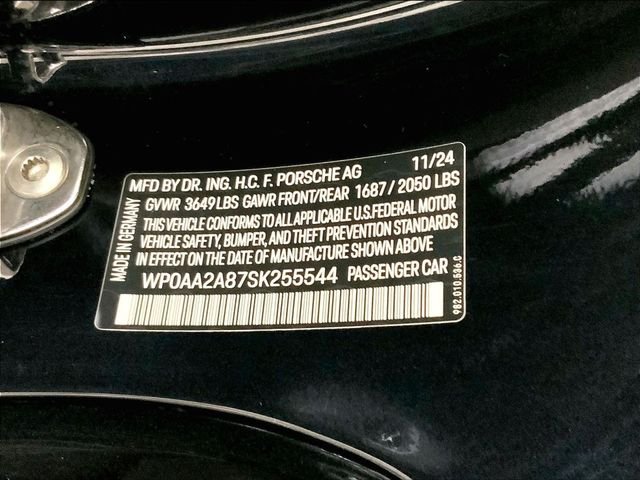 MFD BY DR. ING. H.C. F. PORSCHE AG 11/24
GVWR 3649 LBS GAWR FRONT/REAR 1687 / 2050 LBS
THIS VEHICLE CONFORMS TO ALL APPLICABLE U.S.FEDERAL MOTOR
VEHICLE SAFETY, BUMPER, AND THEFT PREVENTION STANDARDS
IN EFFECT ON THE DATE OF MANUFACTURE SHOWN ABOVE
WP0AA2A87SK255544 PASSENGER CAR
MADE IN GERMANY
982.010.536.C